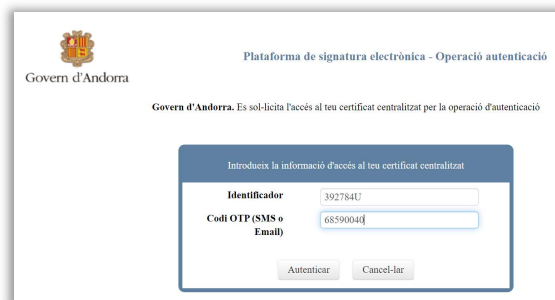 Govern d'Andorra
Plataforma de signatura electrònica - Operació autenticació
Govern d'Andorra. Es sol·licita l'accés al teu certificat centralitzat per la operació d'autenticació
Introdueix la informació d'accés al teu certificat centralitzat
Identificador 392784U
Codi OTP (SMS o
Email) 68590040
Autenticar Cancel·lar